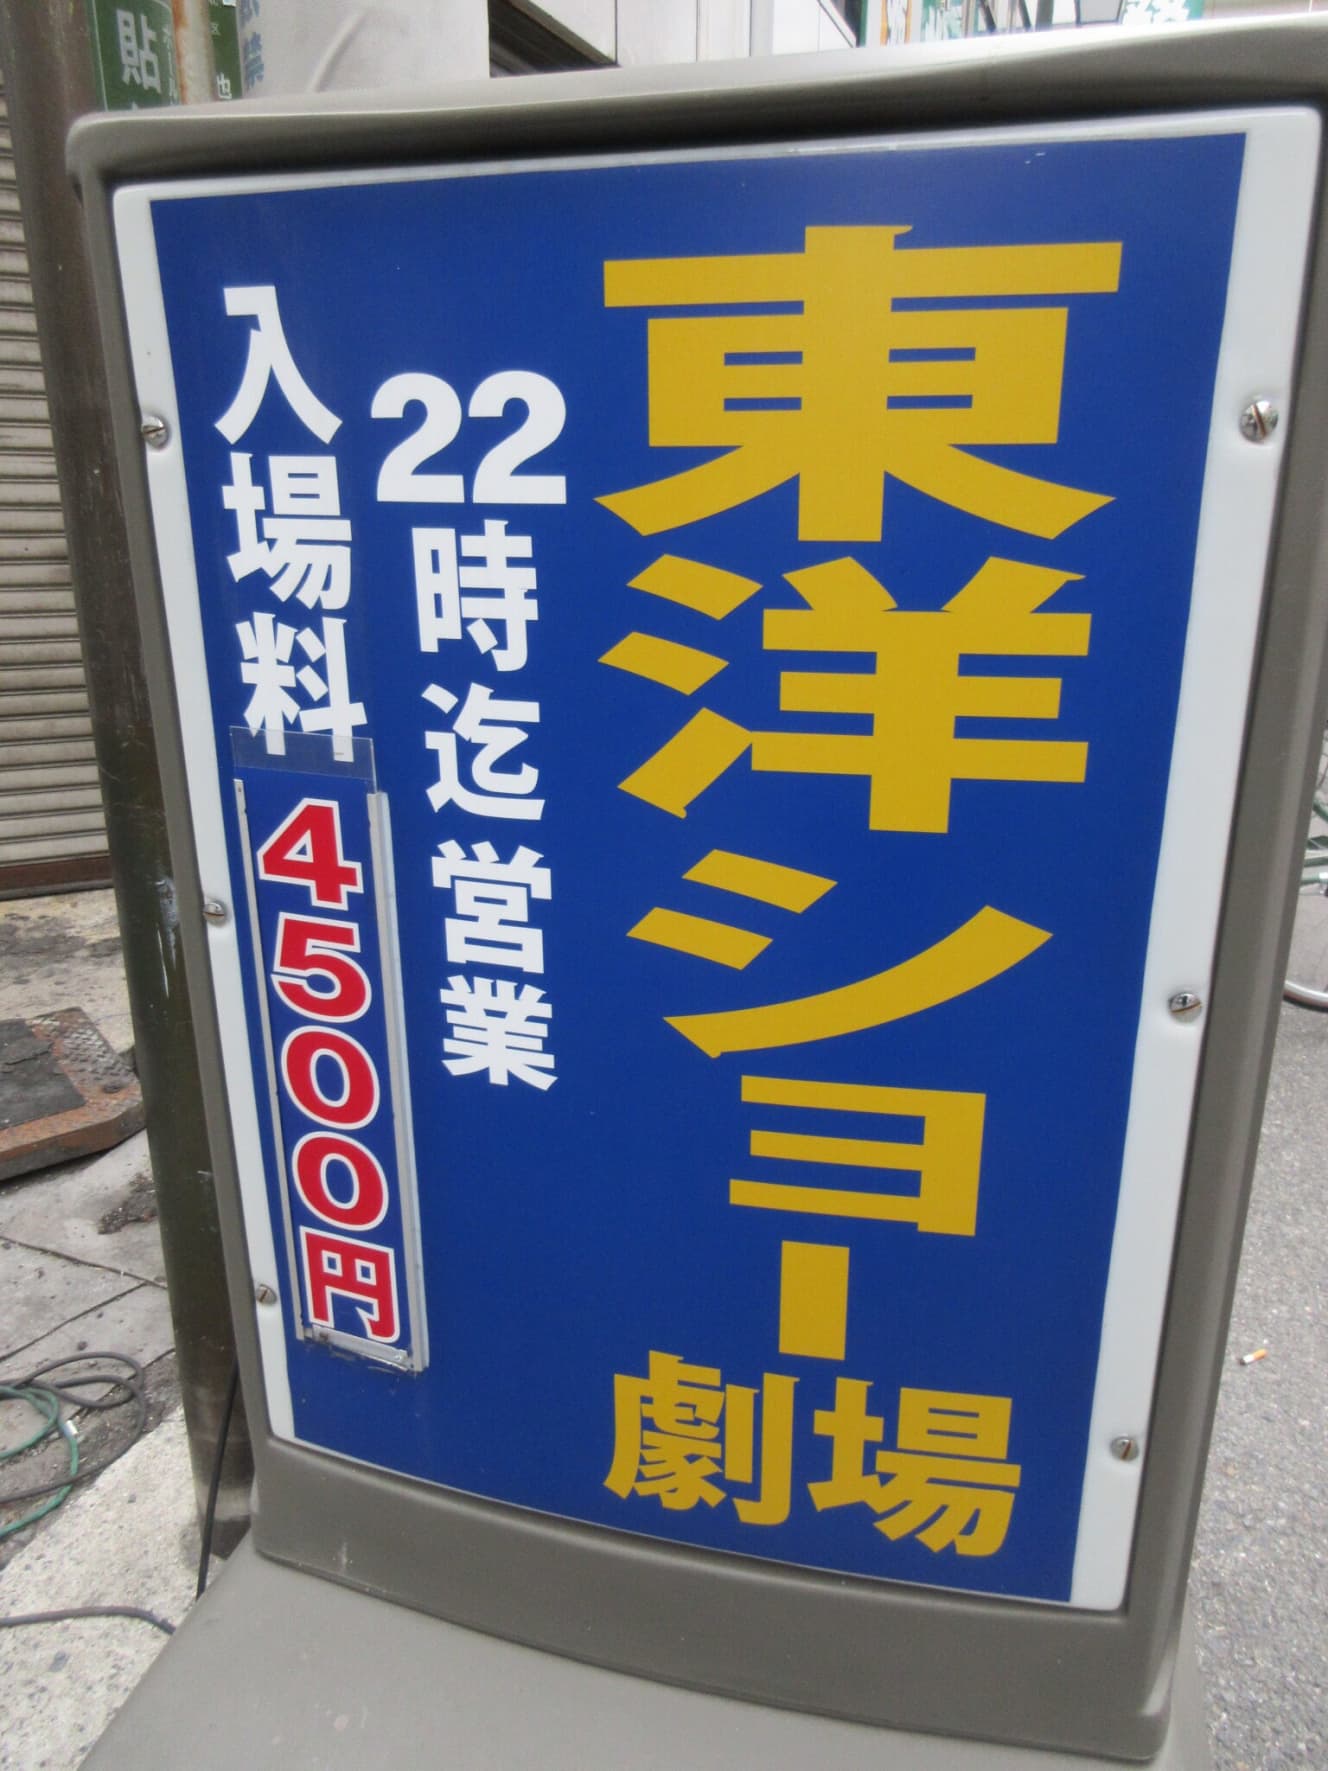 東洋ショー
劇場
22時迄営業
入場料
4500円
貼